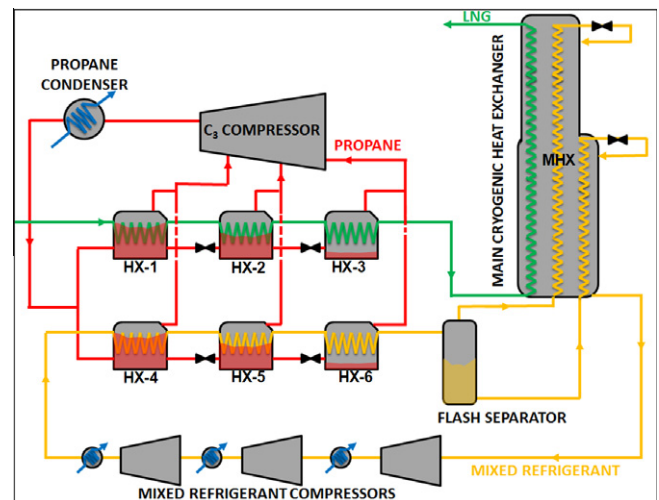 LNG
PROPANE
CONDENSER
C₃ COMPRESSOR
PROPANE
MAIN CRYOGENIC HEAT EXCHANGER
MHX
HX-1
HX-2
HX-3
HX-4
HX-5
HX-6
FLASH SEPARATOR
MIXED REFRIGERANT
MIXED REFRIGERANT COMPRESSORS